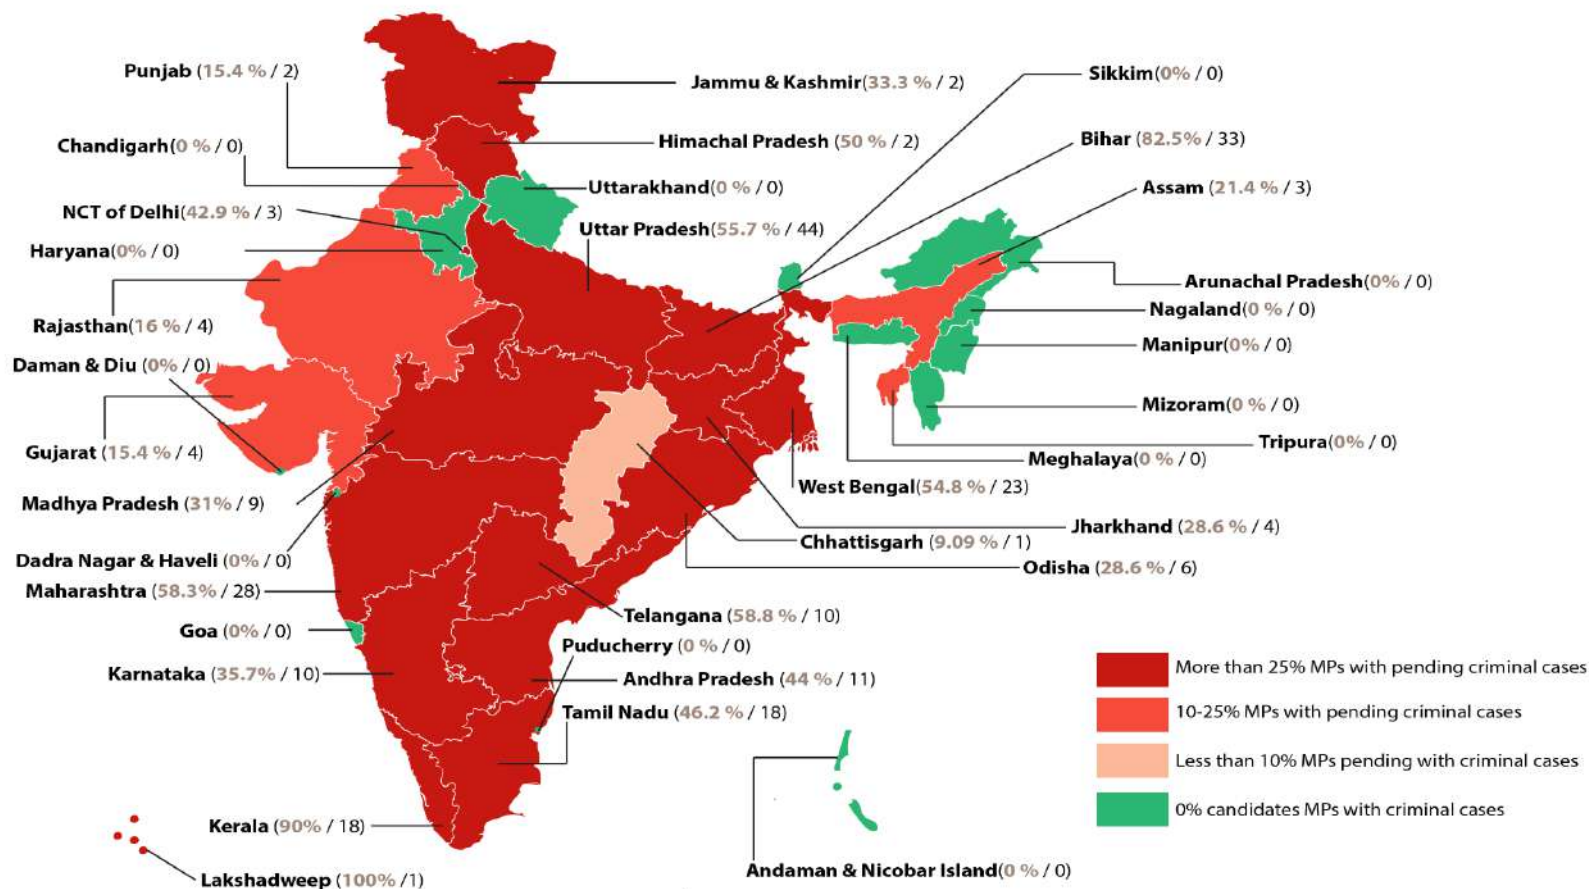 Punjab (15.4 % / 2)
Jammu & Kashmir(33.3 % / 2)
Sikkim(0% / 0)
Chandigarh(0 % / 0)
Himachal Pradesh (50 % / 2)
Bihar (82.5% / 33)
Uttarakhand(0 % / 0)
Assam (21.4 % / 3)
NCT of Delhi(42.9 % / 3)
Uttar Pradesh(55.7 % / 44)
Haryana(0% / 0)
Arunachal Pradesh(0% / 0)
Nagaland(0 % / 0)
Rajasthan(16 % / 4)
Manipur(0% / 0)
Daman & Diu (0% / 0)
Mizoram(0 % / 0)
Tripura(0% / 0)
Gujarat (15.4 % / 4)
Meghalaya(0 % / 0)
West Bengal(54.8 % / 23)
Madhya Pradesh (31% / 9)
Jharkhand (28.6 % / 4)
Chhattisgarh (9.09 % / 1)
Dadra Nagar & Haveli (0% / 0)
Odisha (28.6 % / 6)
Maharashtra (58.3% / 28)
Telangana (58.8 % / 10)
Goa (0% / 0)
Puducherry (0 % / 0)
Karnataka (35.7% / 10)
Andhra Pradesh (44 % / 11)
Tamil Nadu (46.2 % / 18)
More than 25% MPs with pending criminal cases
10-25% MPs with pending criminal cases
Less than 10% MPs pending with criminal cases
0% candidates MPs with criminal cases
Kerala (90% / 18)
Andaman & Nicobar Island(0 % / 0)
Lakshadweep (100% /1)